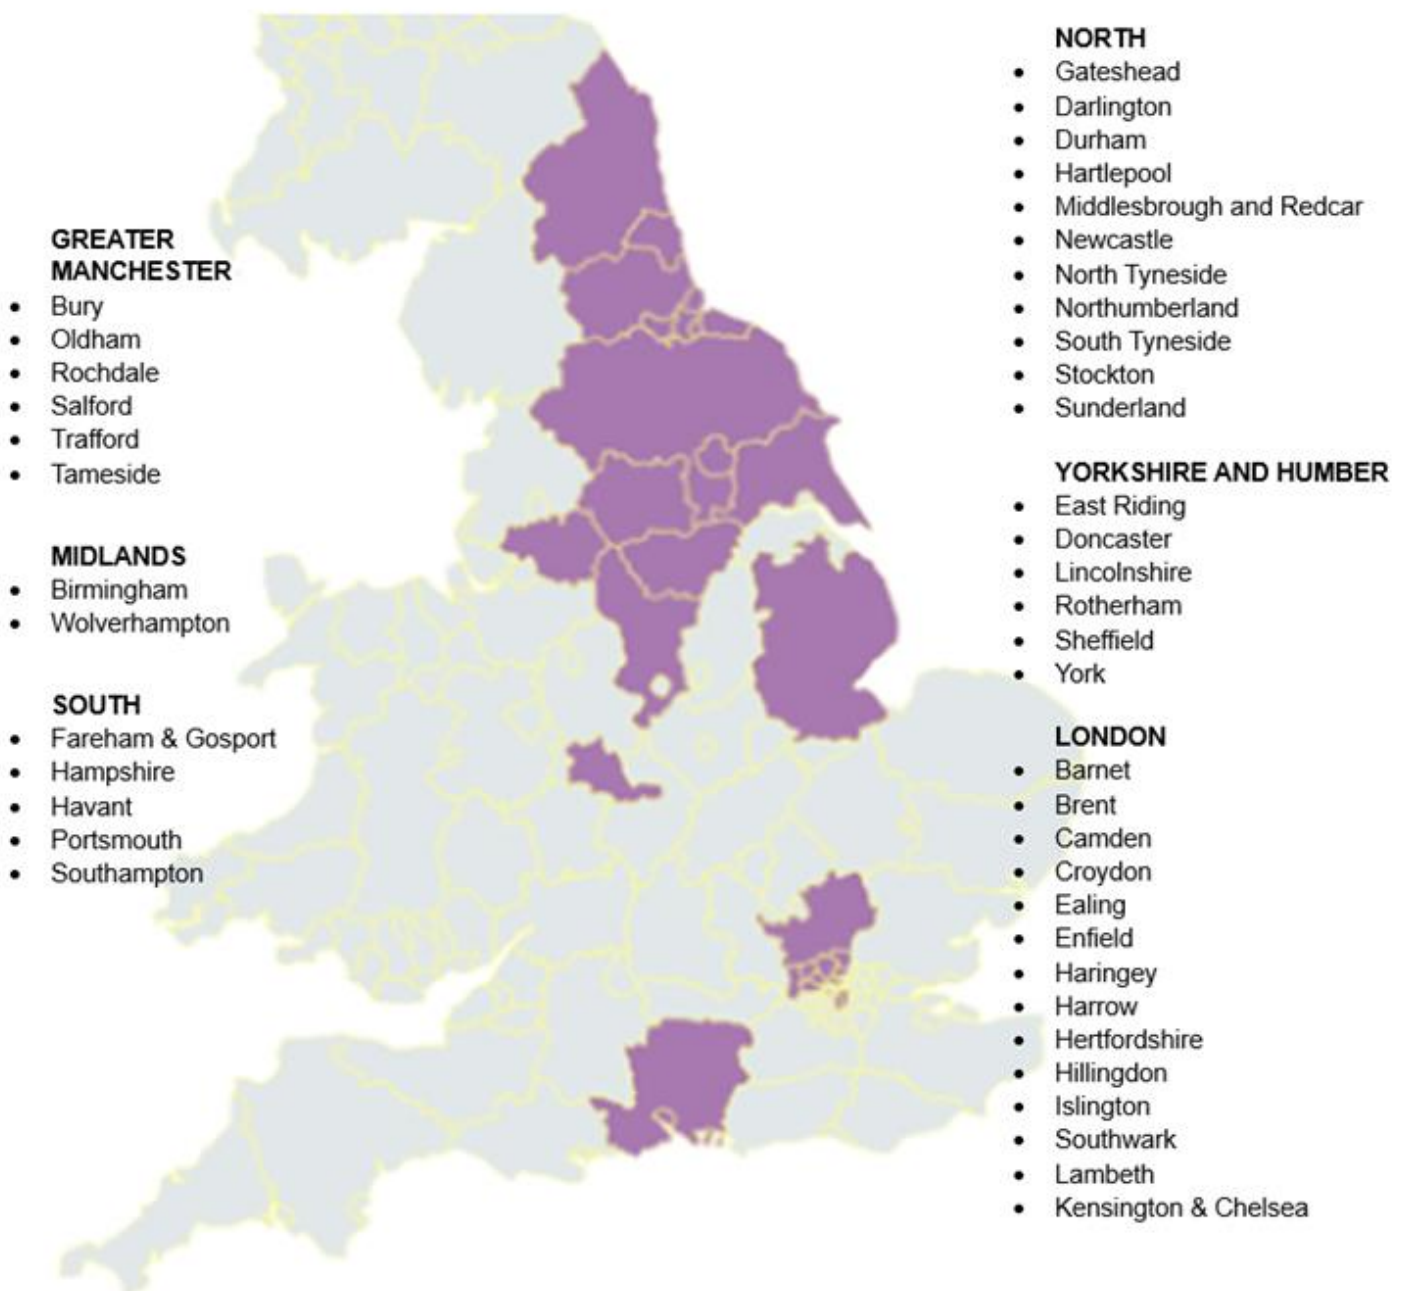 GREATER
MANCHESTER
• Bury
• Oldham
• Rochdale
• Salford
• Trafford
• Tameside
MIDLANDS
• Birmingham
• Wolverhampton
SOUTH
• Fareham & Gosport
• Hampshire
• Havant
• Portsmouth
• Southampton
NORTH
• Gateshead
• Darlington
• Durham
• Hartlepool
• Middlesbrough and Redcar
• Newcastle
• North Tyneside
• Northumberland
• South Tyneside
• Stockton
• Sunderland
YORKSHIRE AND HUMBER
• East Riding
• Doncaster
• Lincolnshire
• Rotherham
• Sheffield
• York
LONDON
• Barnet
• Brent
• Camden
• Croydon
• Ealing
• Enfield
• Haringey
• Harrow
• Hertfordshire
• Hillingdon
• Islington
• Southwark
• Lambeth
• Kensington & Chelsea